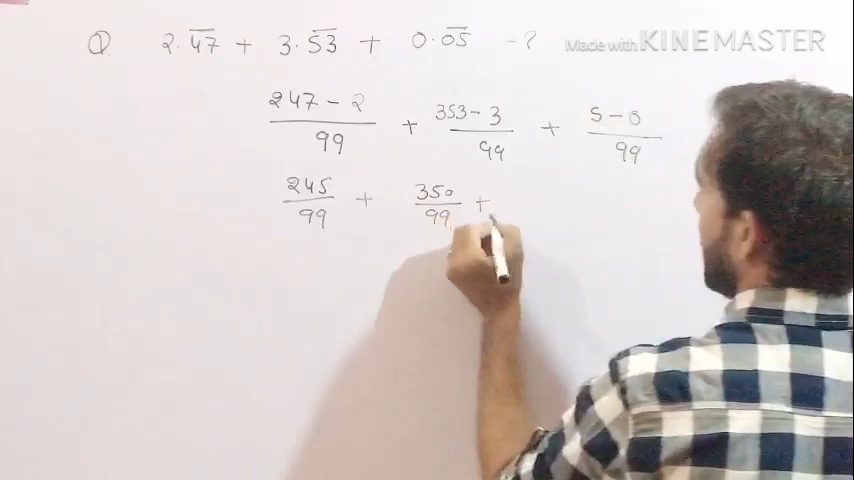 Q 2.4̅7̅ + 3.5̅3̅ + 0.0̅5̅ = ?
Made with KINEMASTER
247 - 2 / 99 + 353 - 3 / 99 + 5 - 0 / 99
245 / 99 + 350 / 99 +